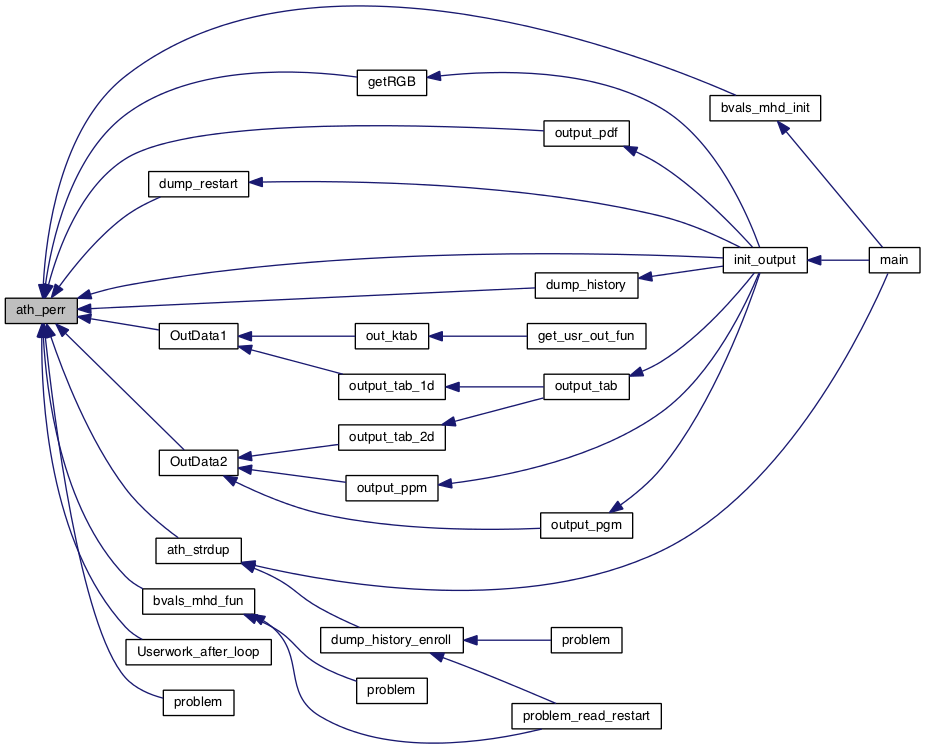 getRGB
bvals_mhd_init
output_pdf
dump_restart
init_output
main
dump_history
ath_perr
OutData1
out_ktab
get_usr_out_fun
output_tab_1d
output_tab
output_tab_2d
OutData2
output_ppm
output_pgm
ath_strdup
bvals_mhd_fun
dump_history_enroll
problem
Userwork_after_loop
problem
problem
problem_read_restart